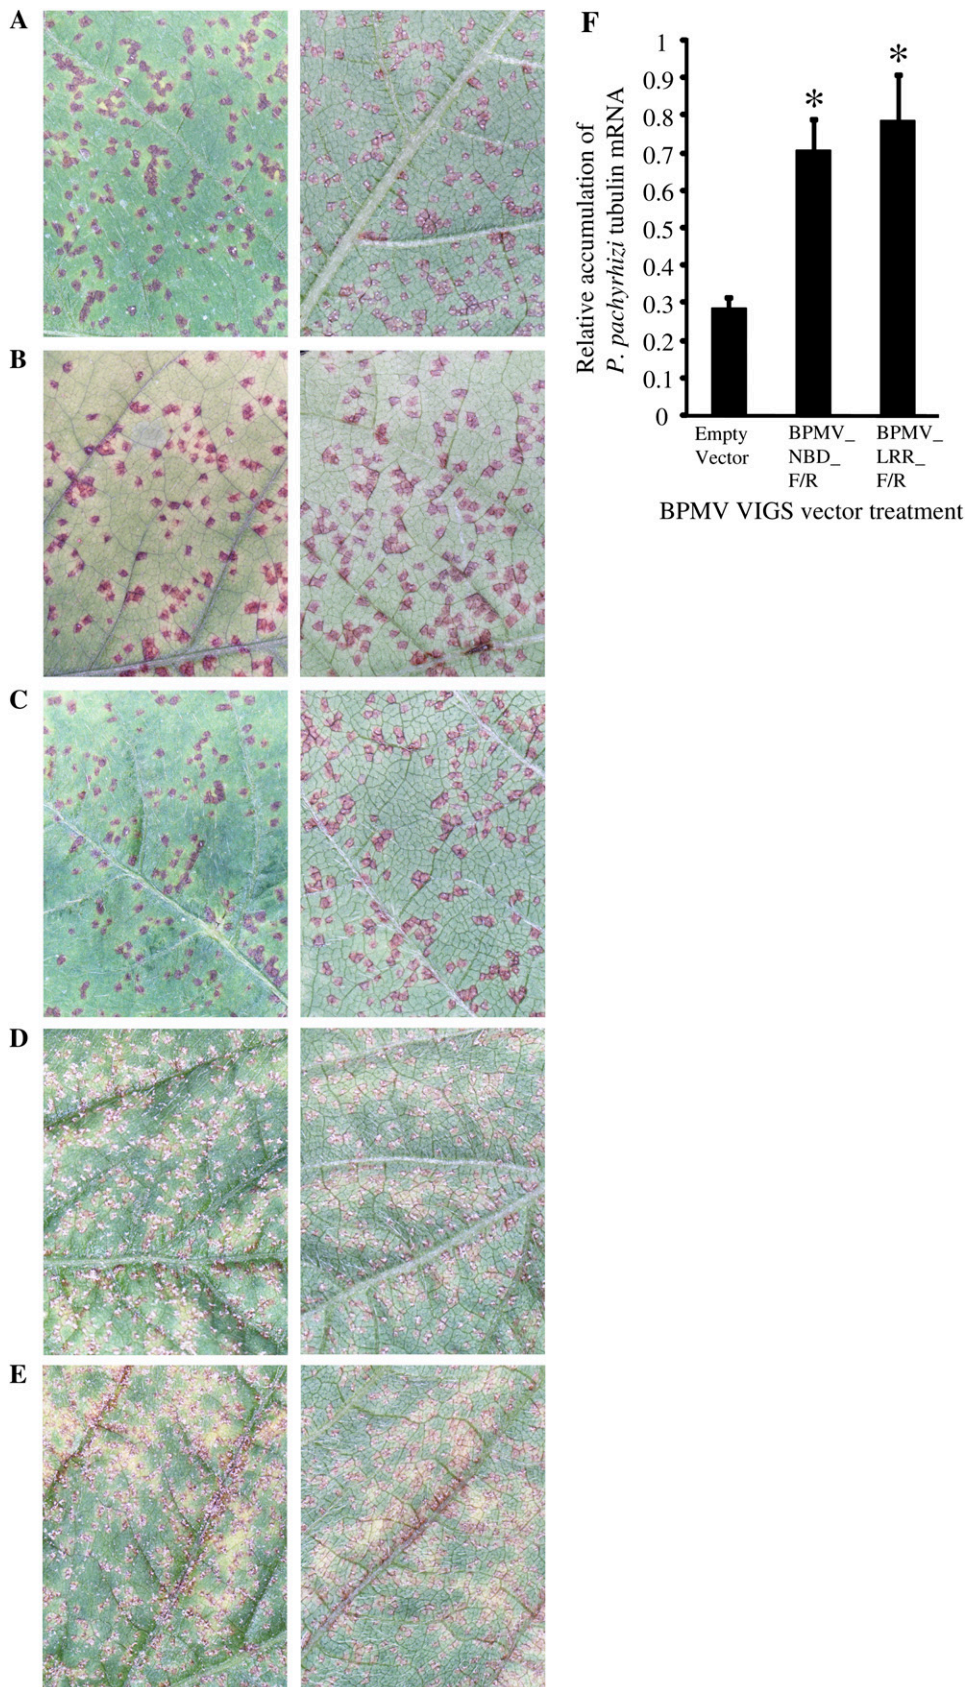 A
B
C
D
E
F
Relative accumulation of
P. pachyrhizi tubulin mRNA
1
0.9
0.8
0.7
0.6
0.5
0.4
0.3
0.2
0.1
0
*
*
Empty
Vector
BPMV_
NBD_
F/R
BPMV_
LRR_
F/R
BPMV VIGS vector treatment